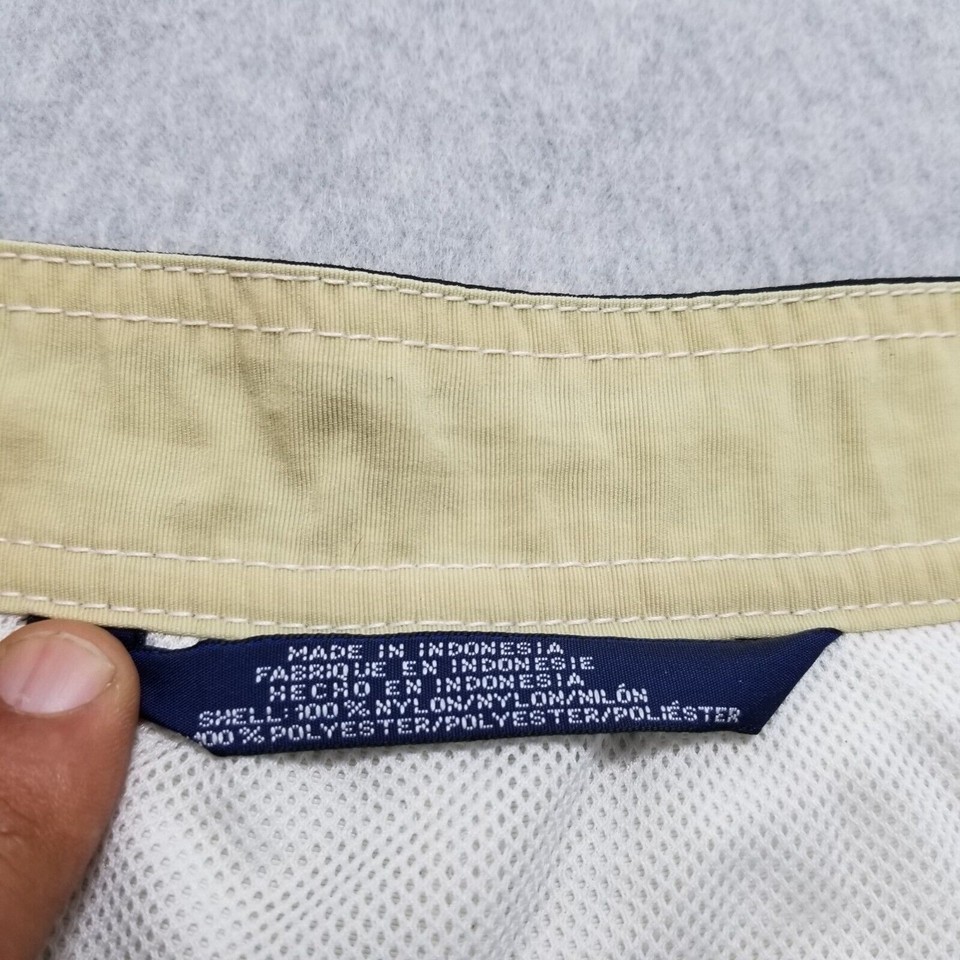 MADE IN INDONESIA
FABRIQUE EN INDONESIE
HECHO EN INDONESIA
SHELL: 100 % NYLON/NYLON/NILÓN
100 % POLYESTER/POLYESTER/POLIÉSTER